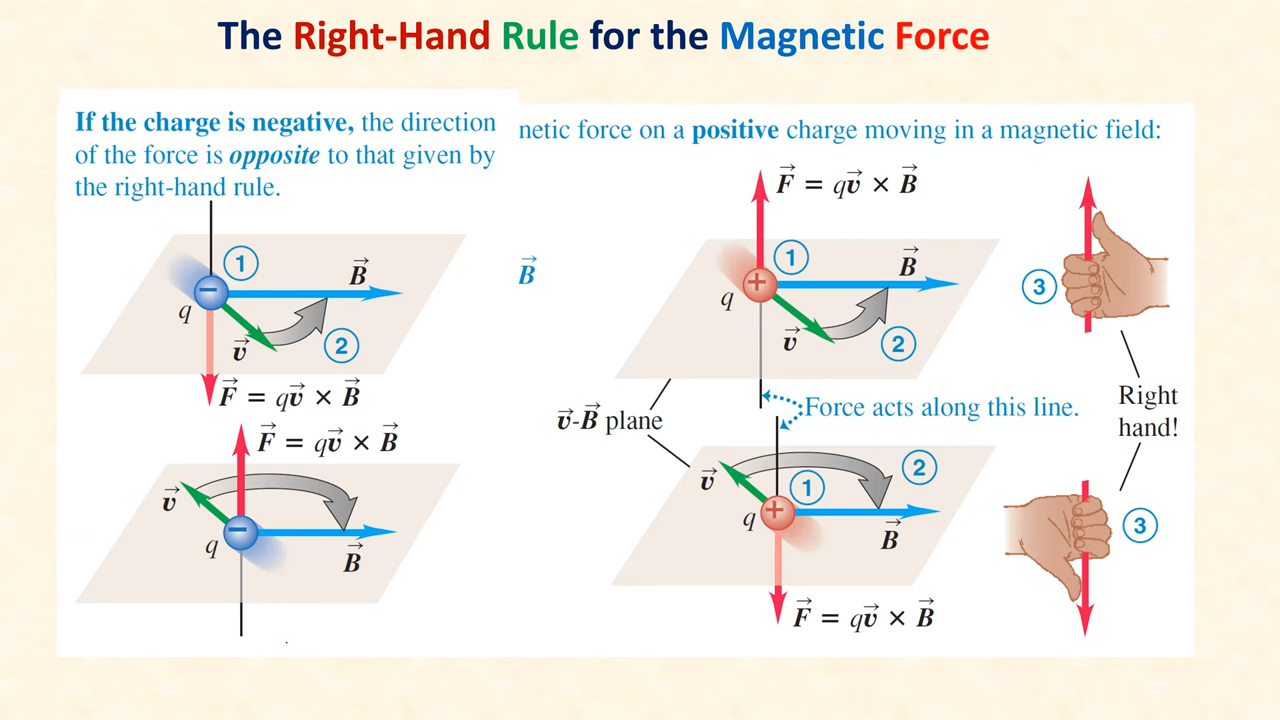 The Right-Hand Rule for the Magnetic Force
If the charge is negative, the direction
of the force is opposite to that given by
the right-hand rule.
1
B⃗
q
v⃗
2
F⃗ = qv⃗ × B⃗
F⃗ = qv⃗ × B⃗
v⃗
q
B⃗
netic force on a positive charge moving in a magnetic field:
B⃗
F⃗ = qv⃗ × B⃗
1
B⃗
q
v⃗
2
3
v⃗-B⃗ plane
Force acts along this line.
Right
hand!
v⃗
1
2
q
B⃗
3
F⃗ = qv⃗ × B⃗